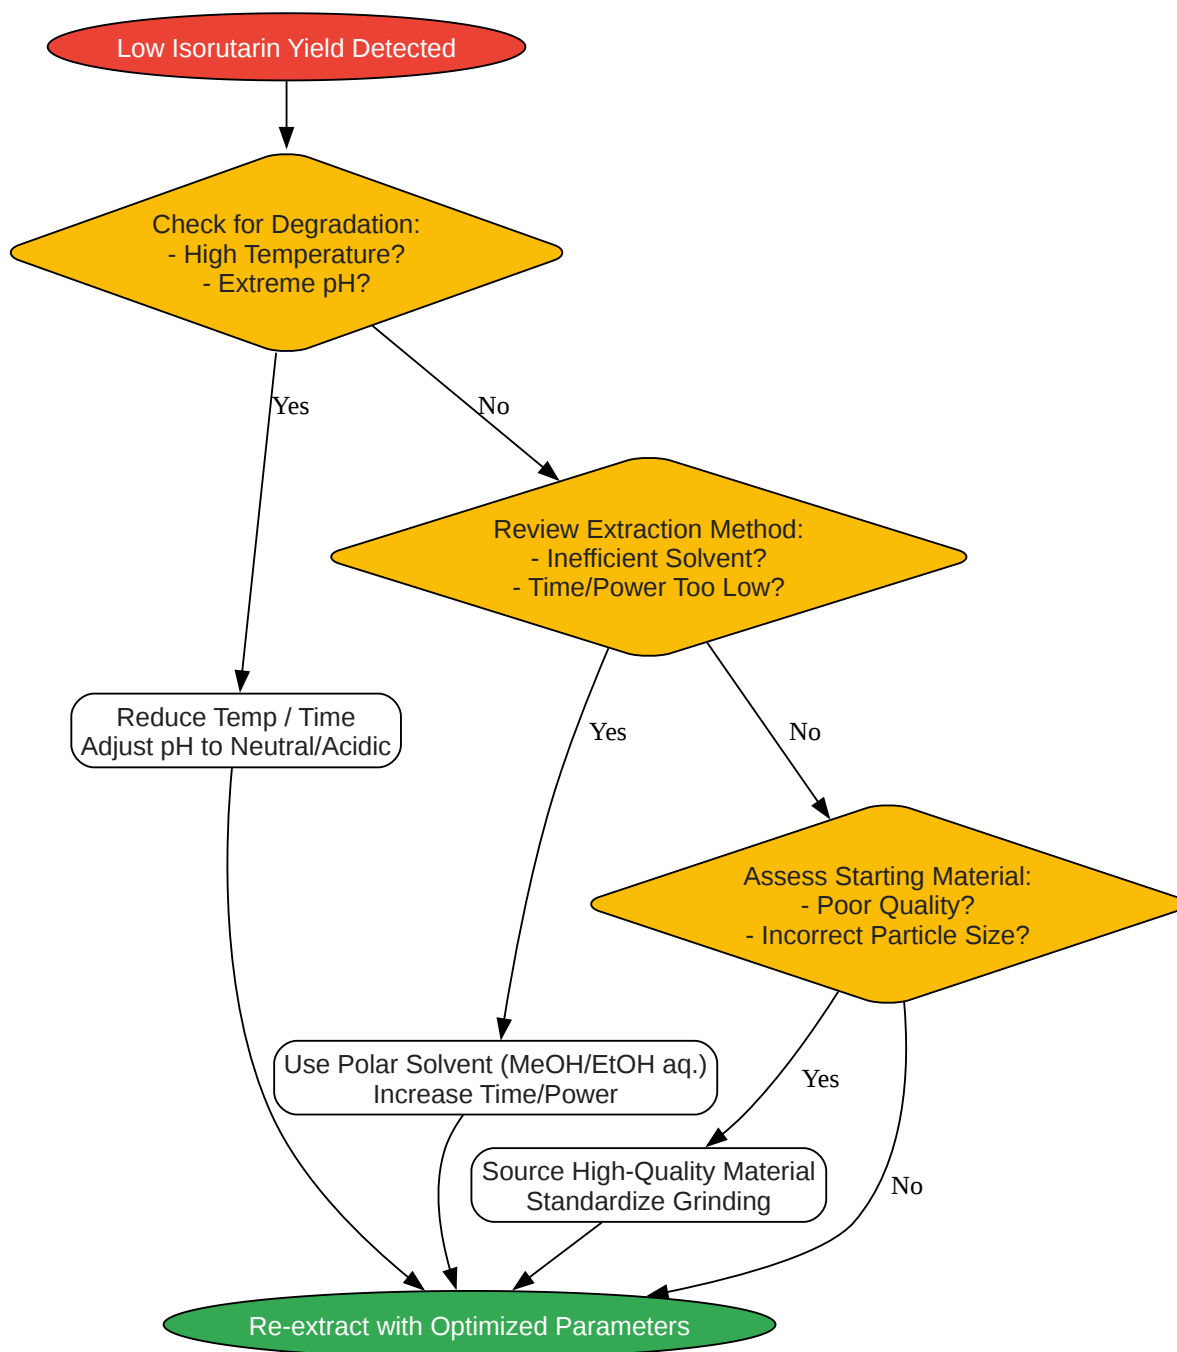 Low Isorutarin Yield Detected
Check for Degradation:
- High Temperature?
- Extreme pH?
Yes
No
Review Extraction Method:
- Inefficient Solvent?
- Time/Power Too Low?
Reduce Temp / Time
Adjust pH to Neutral/Acidic
Yes
No
Assess Starting Material:
- Poor Quality?
- Incorrect Particle Size?
Use Polar Solvent (MeOH/EtOH aq.)
Increase Time/Power
Yes
Source High-Quality Material
Standardize Grinding
No
Re-extract with Optimized Parameters